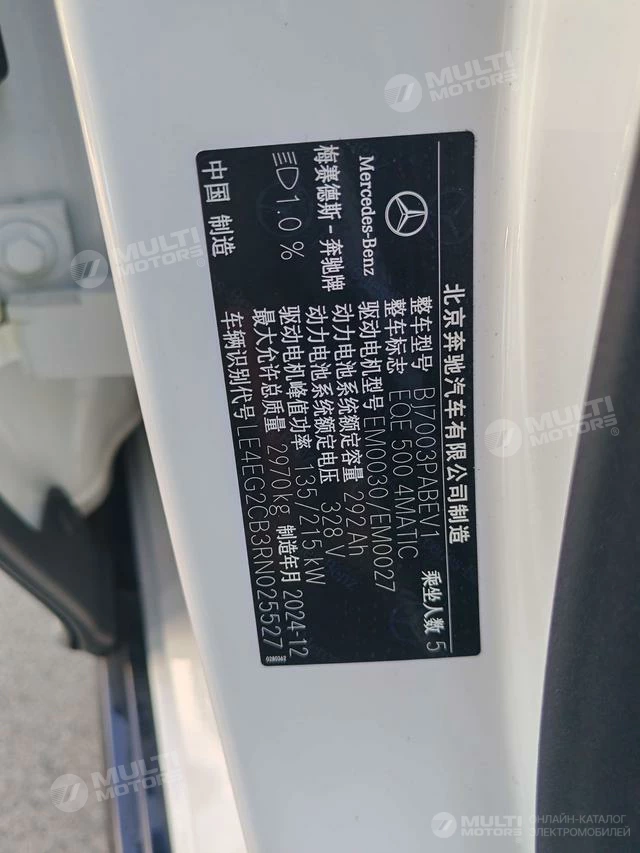 北京奔驰汽车有限公司制造
Mercedes-Benz
梅赛德斯-奔驰牌
1.0%
中国 制造
整车型号 BJ7003PABEV1
整车标志 EQE 500 4MATIC 乘坐人数 5
驱动电机型号 EM0030/EM0027
动力电池系统额定容量 292Ah
动力电池系统额定电压 328V
驱动电机峰值功率 135/215 kW
最大允许总质量 2970kg 制造年月 2024-12
车辆识别代号 LE4EG2CB3RN025527
MULTI
MOTORS
MULTI
MOTORS
MULTI
MOTORS
MULTI
MOTORS
MULTI
MOTORS
ОНЛАЙН-КАТАЛОГ
ЭЛЕКТРОМОБИЛЕЙ